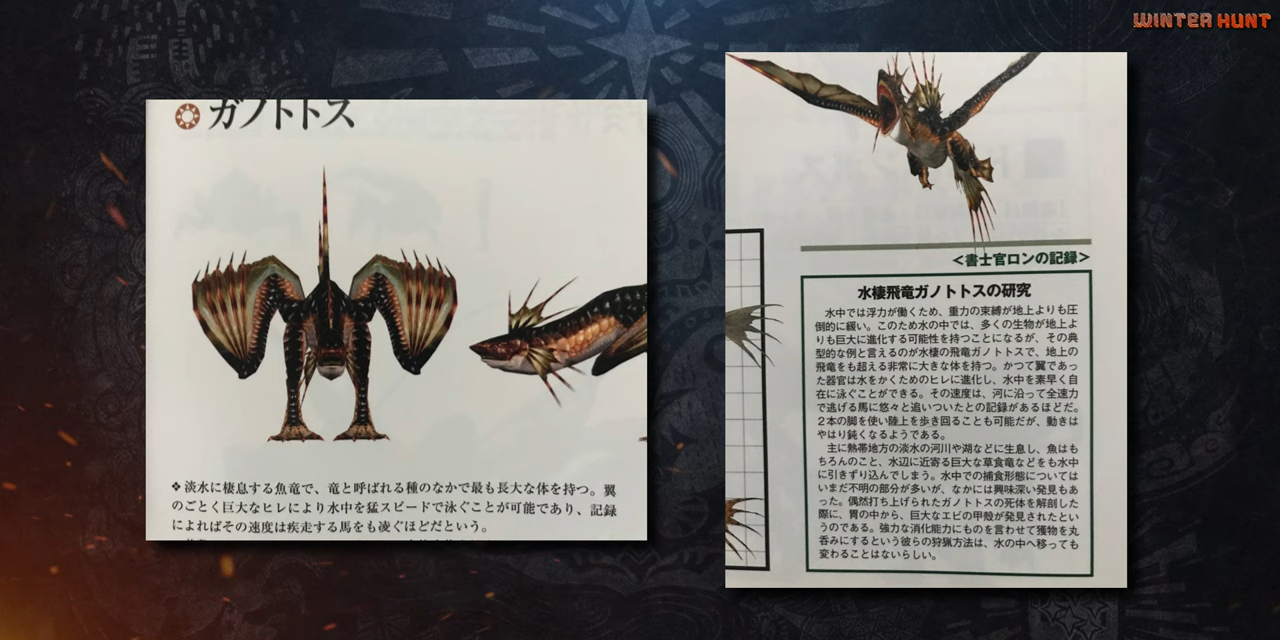 WINTER HUNT
ガノトトス
❖淡水に棲息する魚竜で、竜と呼ばれる種のなかで最も長大な体を持つ。翼
のごとく巨大なヒレにより水中を猛スピードで泳ぐことが可能であり、記録
によればその速度は疾走する馬をも凌ぐほどだという。
<書士官ロンの記録>
水棲飛竜ガノトトスの研究
水中では浮力が働くため、重力の束縛が地上よりも圧
倒的に緩い。このため水の中では、多くの生物が地上よ
りも巨大に進化する可能性を持つことになるが、その典
型的な例と言えるのが水棲の飛竜ガノトトスで、地上の
飛竜をも超える非常に大きな体を持つ。かつて翼であっ
た器官は水をかくためのヒレに進化し、水中を素早く自
在に泳ぐことができる。その速度は、河に沿って全速力
で逃げる馬に悠々と追いついたとの記録があるほどだ。
2本の脚を使い陸上を歩き回ることも可能だが、動きは
やはり鈍くなるようである。
主に熱帯地方の淡水の河川や湖などに生息し、魚はも
ちろんのこと、水辺に近寄る巨大な草食竜などをも水中
に引きずり込んでしまう。水中での捕食形態については
いまだ不明の部分が多いが、なかには興味深い発見もあ
った。偶然打ち上げられたガノトトスの死体を解剖した
際に、胃の中から、巨大なエビの甲殻が発見されたとい
うのである。強力な消化能力にものを言わせて獲物を丸
呑みにするという彼らの狩猟方法は、水の中へ移っても
変わることはないらしい。